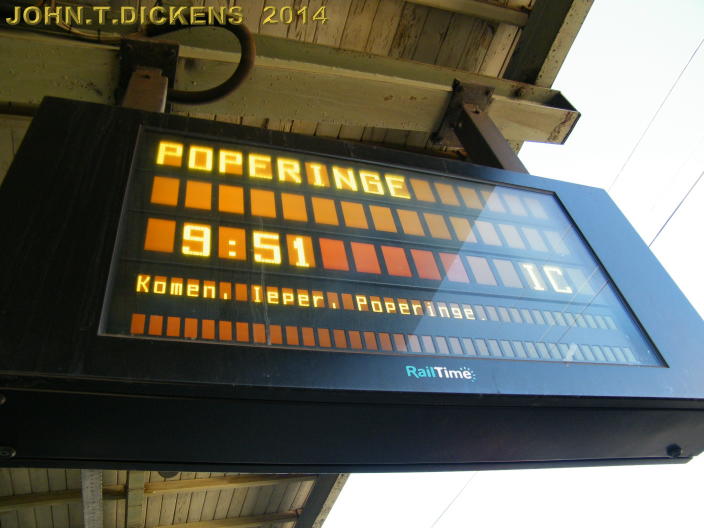 JOHN.T.DICKENS 2014
POPERINGE
9:51 IC
Komen, Ieper, Poperinge.
RailTime